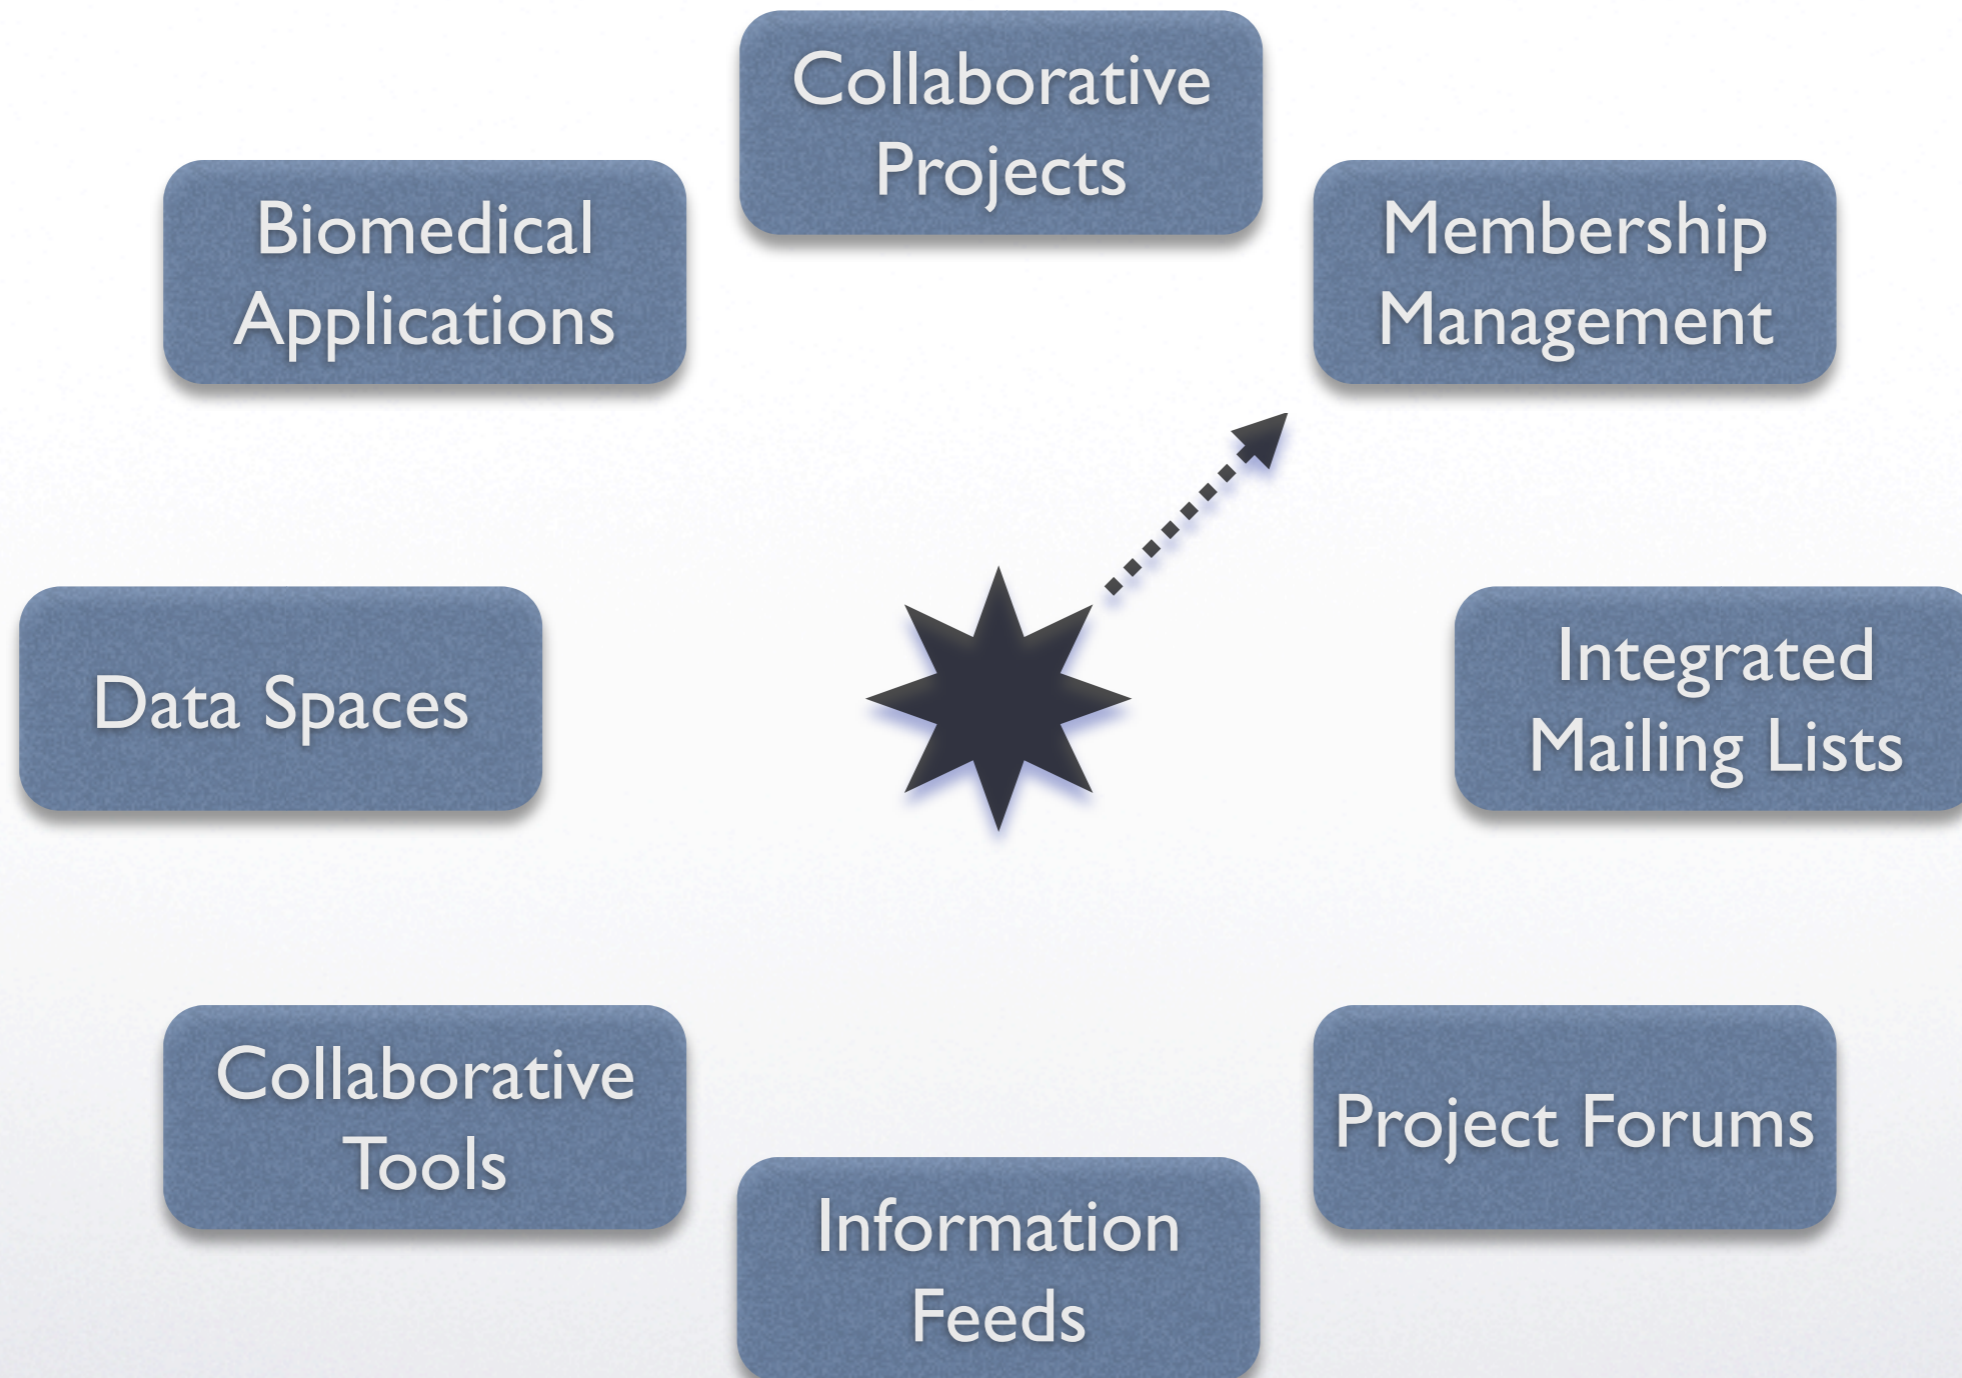 Collaborative
Projects
Biomedical
Applications
Membership
Management
Data Spaces
Integrated
Mailing Lists
Collaborative
Tools
Project Forums
Information
Feeds